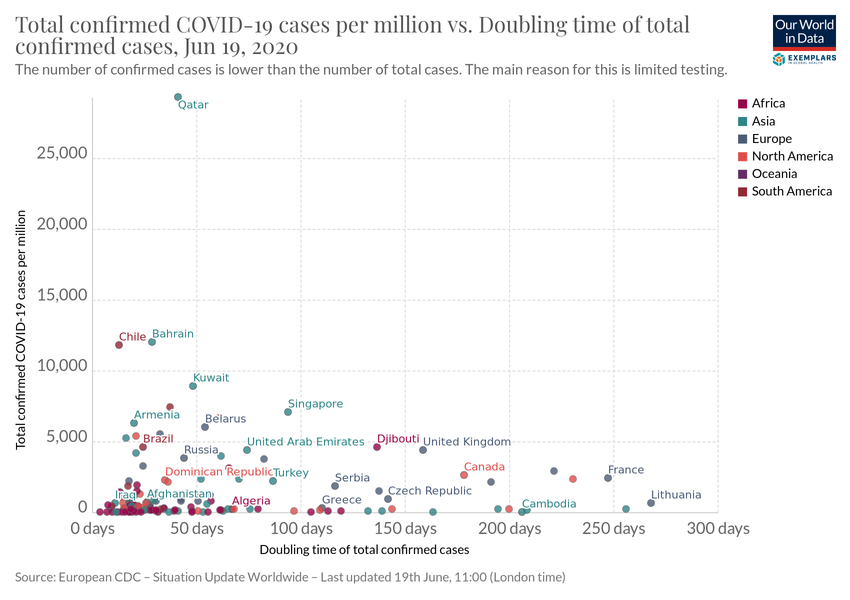 Total confirmed COVID-19 cases per million vs. Doubling time of total
confirmed cases, Jun 19, 2020
The number of confirmed cases is lower than the number of total cases. The main reason for this is limited testing.
Our World
in Data
EXEMPLARS
IN GLOBAL HEALTH
Africa
Asia
Europe
North America
Oceania
South America
Total confirmed COVID-19 cases per million
25,000
20,000
15,000
10,000
5,000
0
Qatar
Chile
Bahrain
Kuwait
Singapore
Armenia
Belarus
Brazil
United Arab Emirates
Djibouti
United Kingdom
Russia
Dominican Republic
Turkey
Canada
France
Serbia
Iraq
Afghanistan
Czech Republic
Lithuania
Algeria
Greece
Cambodia
0 days
50 days
100 days
150 days
200 days
250 days
300 days
Doubling time of total confirmed cases
Source: European CDC – Situation Update Worldwide – Last updated 19th June, 11:00 (London time)